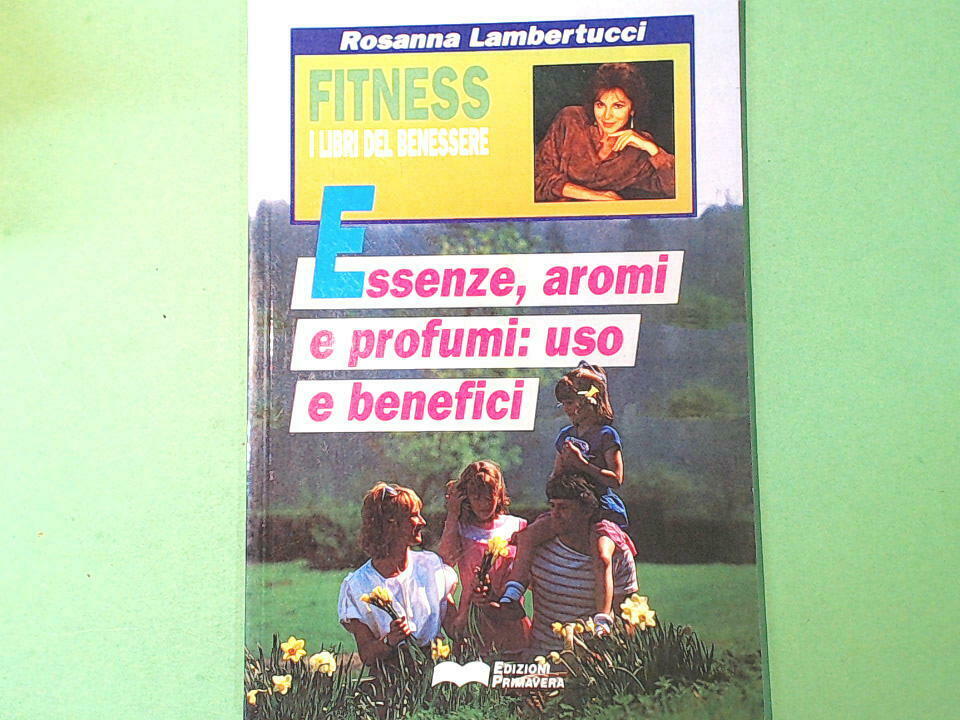 Rosanna Lambertucci
FITNESS
I LIBRI DEL BENESSERE
Essenze, aromi
e profumi: uso
e benefici
EDIZIONI
PRIMAVERA